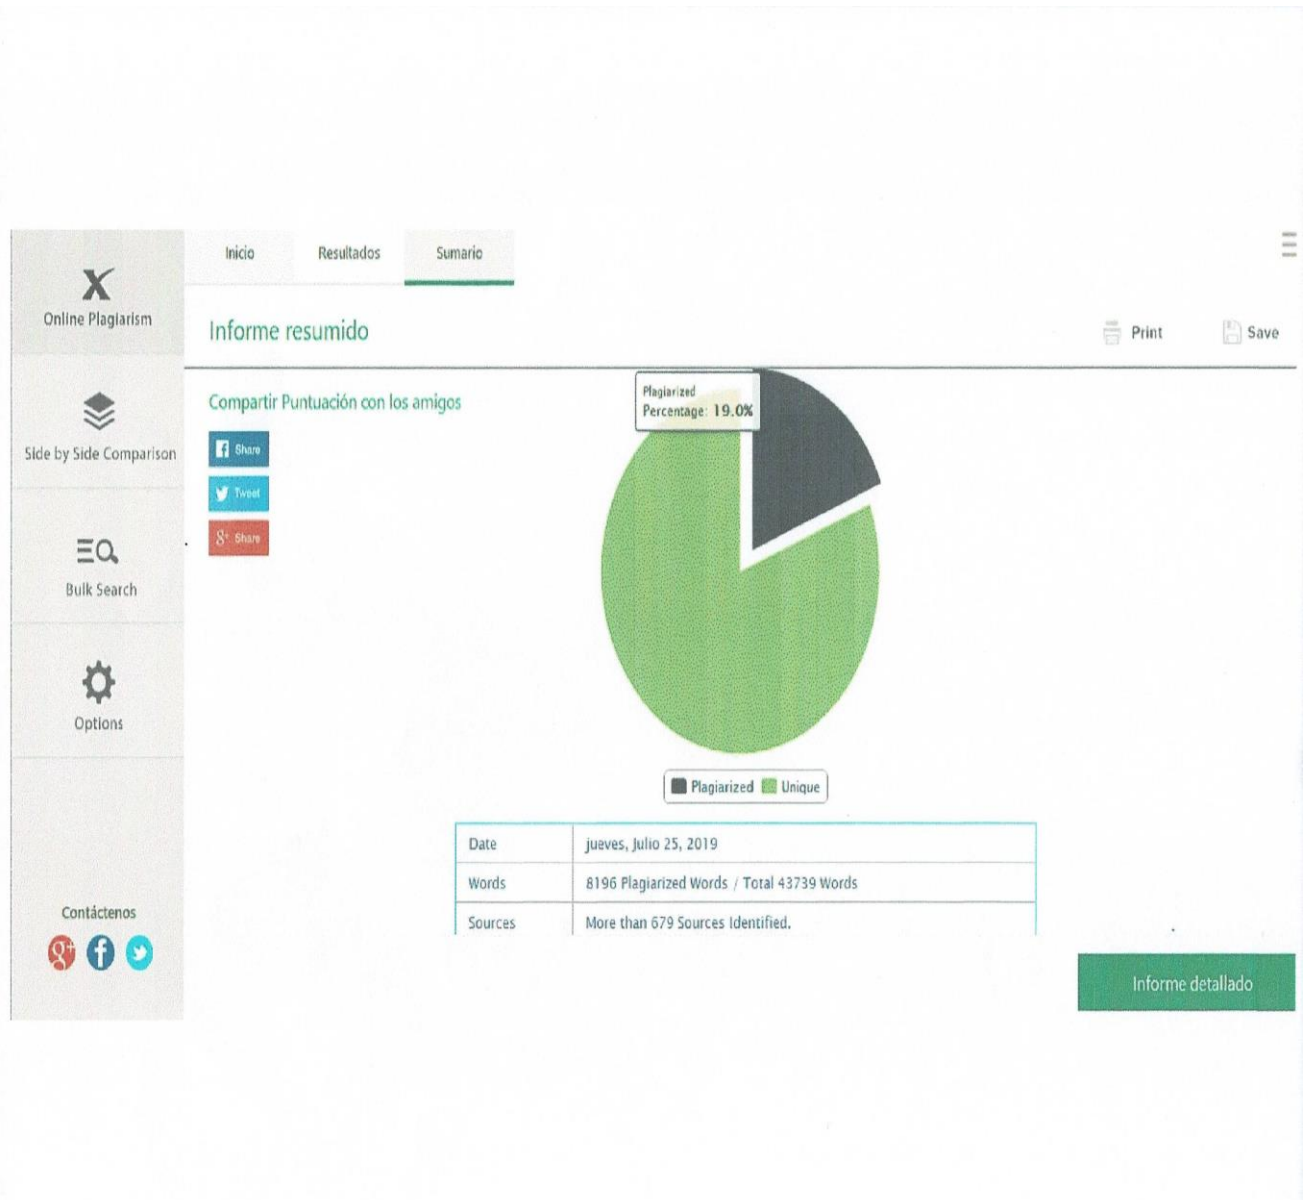 Inicio
Resultados
Sumario
Online Plagiarism
Informe resumido
Print
Save
Compartir Puntuación con los amigos
Plagiarized
Percentage: 19.0%
Side by Side Comparison
Share
Tweet
g+ Share
Bulk Search
Options
Plagiarized
Unique
Date jueves, Julio 25, 2019
Words 8196 Plagiarized Words / Total 43739 Words
Sources More than 679 Sources Identified.
Contáctenos
g+
Informe detallado